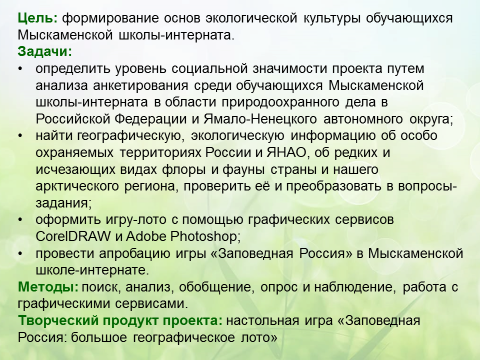 Цель: формирование основ экологической культуры обучающихся
Мыскаменской школы-интерната.
Задачи:
• определить уровень социальной значимости проекта путем
анализа анкетирования среди обучающихся Мыскаменской
школы-интерната в области природоохранного дела в
Российской Федерации и Ямало-Ненецкого автономного округа;
• найти географическую, экологическую информацию об особо
охраняемых территориях России и ЯНАО, об редких и
исчезающих видах флоры и фауны страны и нашего
арктического региона, проверить её и преобразовать в вопросы-
задания;
• оформить игру-лото с помощью графических сервисов
CorelDRAW и Adobe Photoshop;
• провести апробацию игры «Заповедная Россия» в Мыскаменской
школе-интернате.
Методы: поиск, анализ, обобщение, опрос и наблюдение, работа с
графическими сервисами.
Творческий продукт проекта: настольная игра «Заповедная
Россия: большое географическое лото»